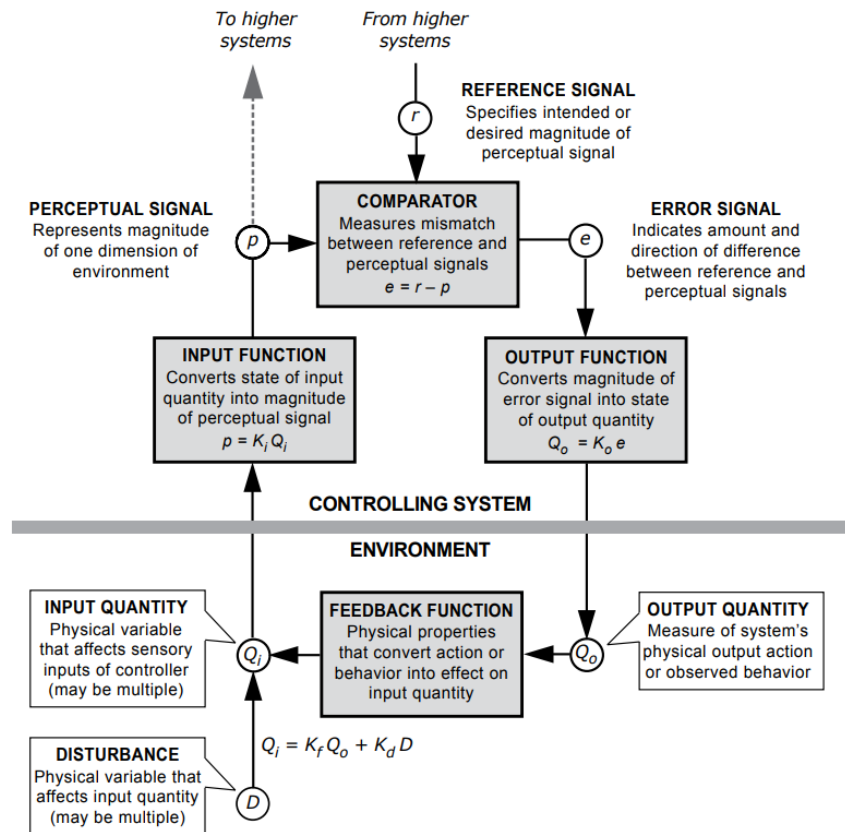 To higher
systems
From higher
systems
r
REFERENCE SIGNAL
Specifies intended or
desired magnitude of
perceptual signal
PERCEPTUAL SIGNAL
Represents magnitude
of one dimension of
environment
p
COMPARATOR
Measures mismatch
between reference and
perceptual signals
e = r – p
e
ERROR SIGNAL
Indicates amount and
direction of difference
between reference and
perceptual signals
INPUT FUNCTION
Converts state of input
quantity into magnitude
of perceptual signal
p = Kᵢ Qᵢ
OUTPUT FUNCTION
Converts magnitude of
error signal into state
of output quantity
Qₒ = Kₒ e
CONTROLLING SYSTEM
ENVIRONMENT
INPUT QUANTITY
Physical variable
that affects sensory
inputs of controller
(may be multiple)
Qᵢ
FEEDBACK FUNCTION
Physical properties
that convert action or
behavior into effect on
input quantity
Qₒ
OUTPUT QUANTITY
Measure of system's
physical output action
or observed behavior
Qᵢ = K_f Qₒ + K_d D
DISTURBANCE
Physical variable that
affects input quantity
(may be multiple)
D